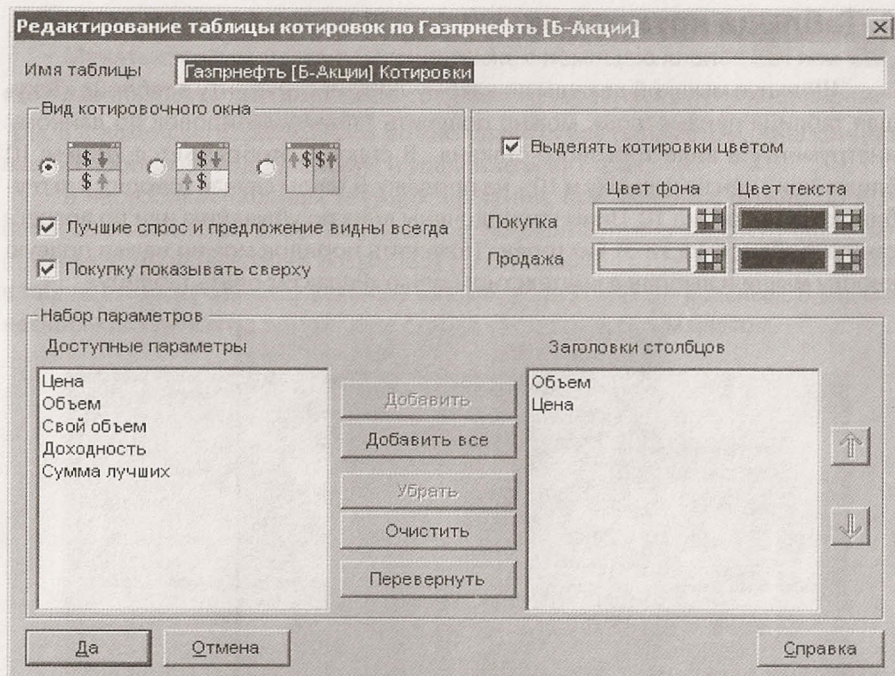 Редактирование таблицы котировок по Газпрнефть [Б-Акции]
Имя таблицы
Газпрнефть [Б-Акции] Котировки
Вид котировочного окна
$ $
$ $
$$
Лучшие спрос и предложение видны всегда
Покупку показывать сверху
Выделять котировки цветом
Цвет фона Цвет текста
Покупка
Продажа
Набор параметров
Доступные параметры
Цена
Объем
Свой объем
Доходность
Сумма лучших
Добавить
Добавить все
Убрать
Очистить
Перевернуть
Заголовки столбцов
Объем
Цена
Да
Отмена
Справка